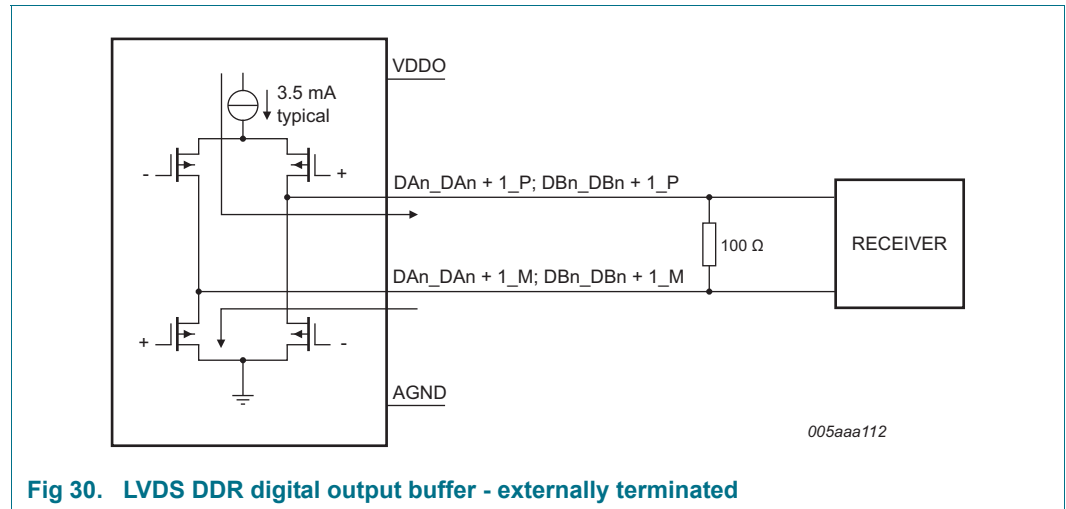 VDDO
3.5 mA
typical
-
+
DAn_DAn + 1_P; DBn_DBn + 1_P
100 Ω
RECEIVER
DAn_DAn + 1_M; DBn_DBn + 1_M
+
-
AGND
005aaa112
Fig 30. LVDS DDR digital output buffer - externally terminated